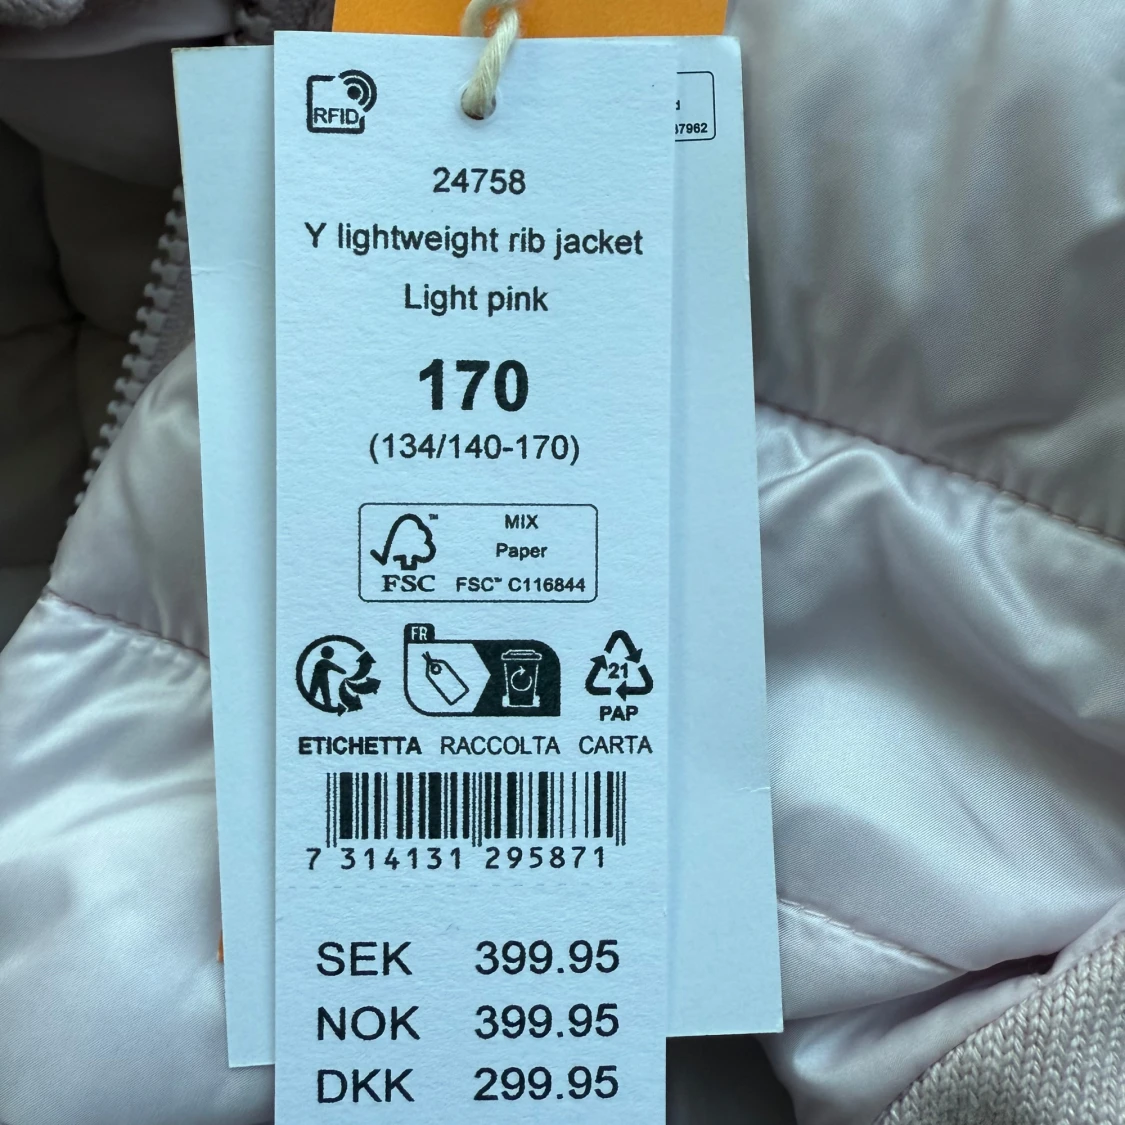 RFID
24758
Y lightweight rib jacket
Light pink
170
(134/140-170)
FSC™
MIX
Paper
FSC™ C116844
FR
21
PAP
ETICHETTA RACCOLTA CARTA
7 314131 295871
SEK 399.95
NOK 399.95
DKK 299.95